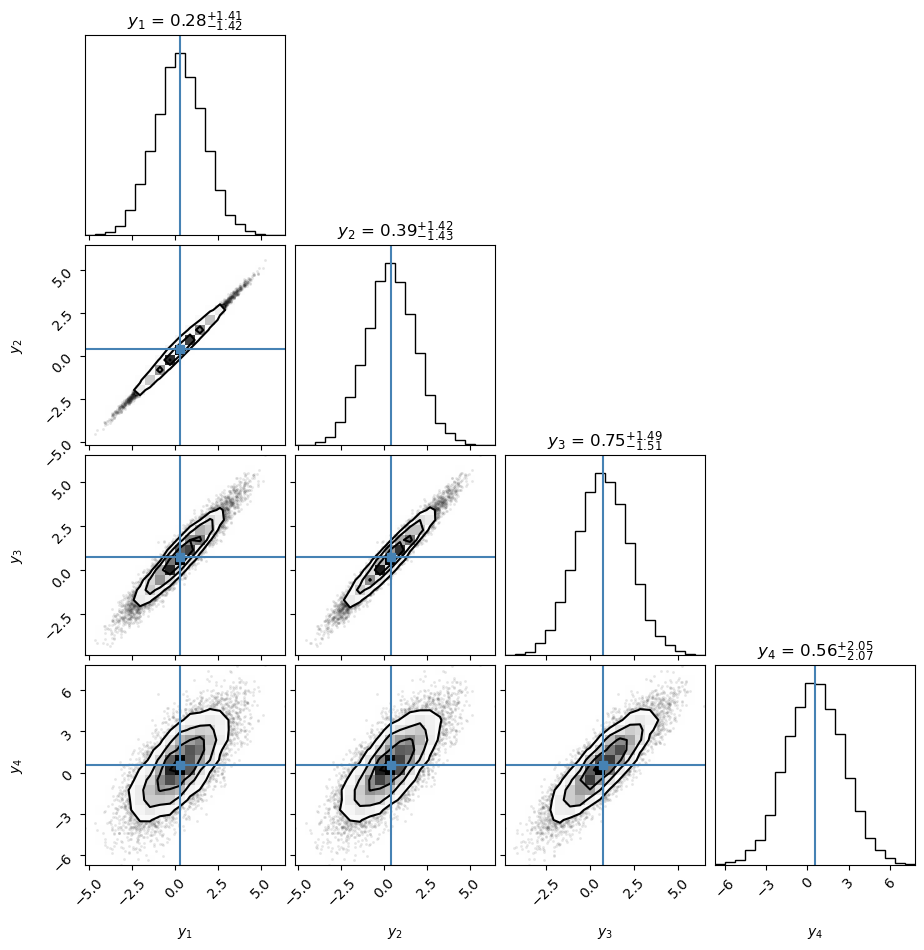 y₁ = 0.28⁺¹·⁴¹₋₁.₄₂
y₂ = 0.39⁺¹·⁴²₋₁.₄₃
5.0
2.5
0.0
−2.5
−5.0
y₂
y₃ = 0.75⁺¹·⁴⁹₋₁.₅₁
5.0
2.5
0.0
−2.5
y₃
y₄ = 0.56⁺²·⁰⁵₋₂.₀₇
6
3
0
−3
−6
y₄
−5.0 −2.5 0.0 2.5 5.0 −5.0 −2.5 0.0 2.5 5.0 −2.5 0.0 2.5 5.0 −6 −3 0 3 6
y₁ y₂ y₃ y₄